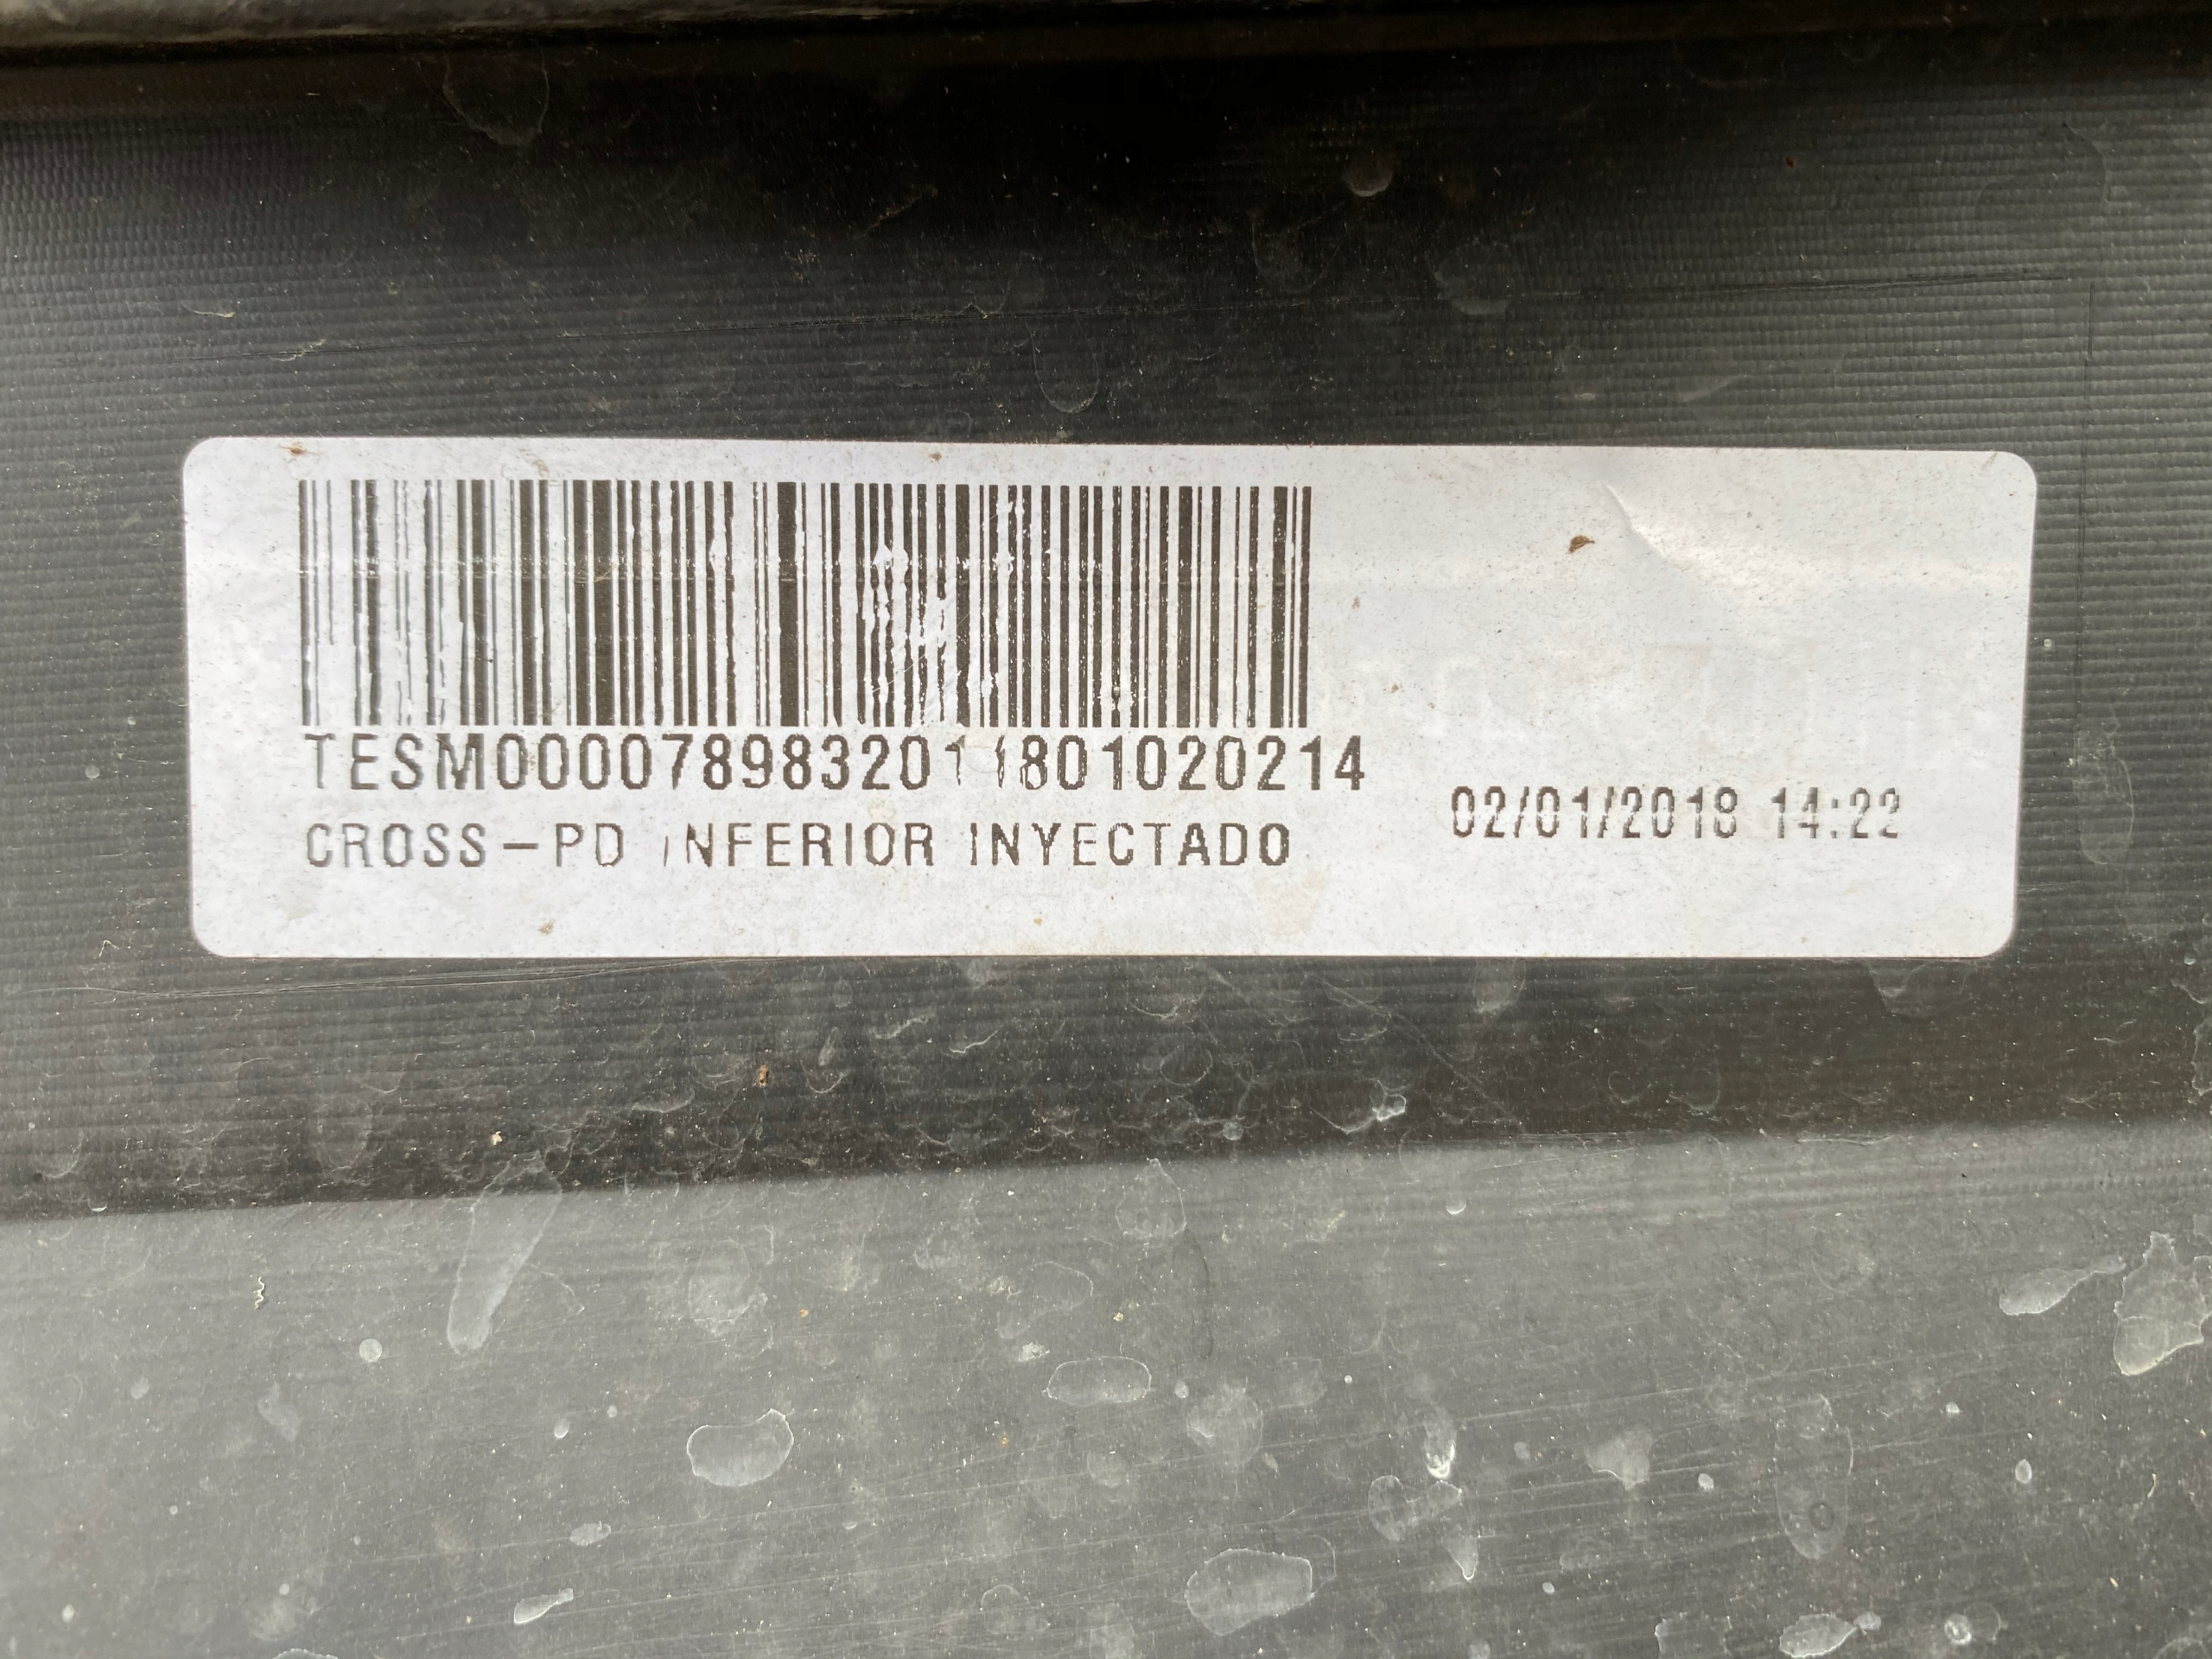 TESM0000789832011801020214
CROSS-PD INFERIOR INYECTADO
02/01/2018 14:22